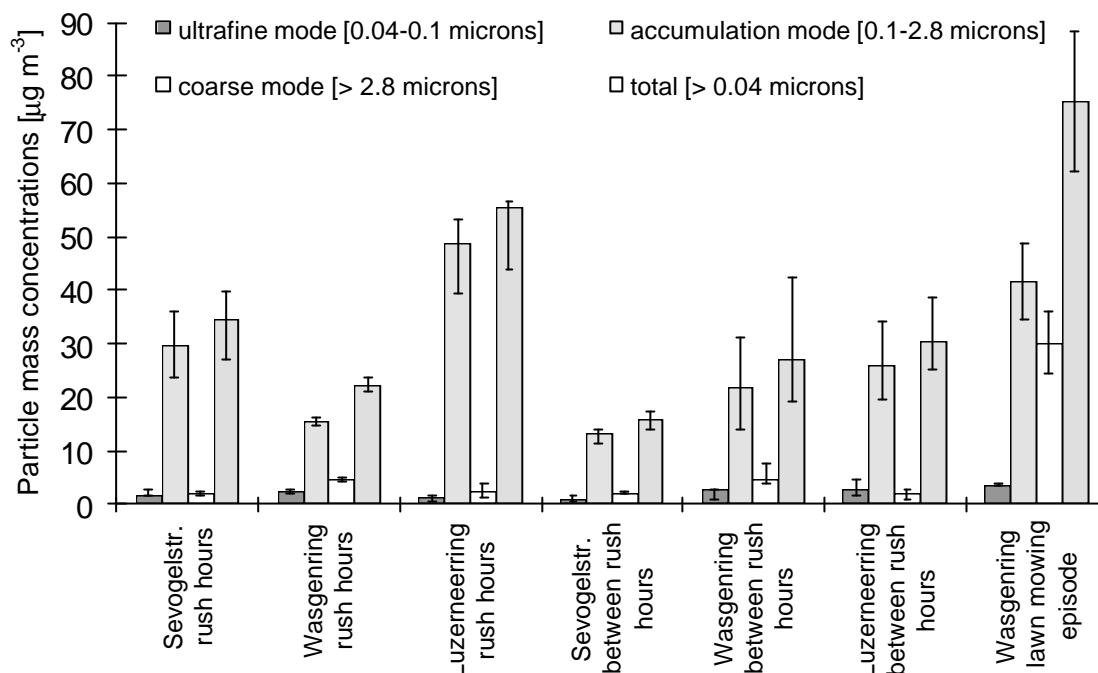 Particle mass concentrations [µg m-3]
90
80
70
60
50
40
30
20
10
0
ultrafine mode [0.04-0.1 microns]
accumulation mode [0.1-2.8 microns]
coarse mode [> 2.8 microns]
total [> 0.04 microns]
Sevogelstr.
rush hours
Wasgenring
rush hours
Luzerneerring
rush hours
Sevogelstr.
between rush
hours
Wasgenring
between rush
hours
Luzerneerring
between rush
hours
Wasgenring
lawn mowing
episode